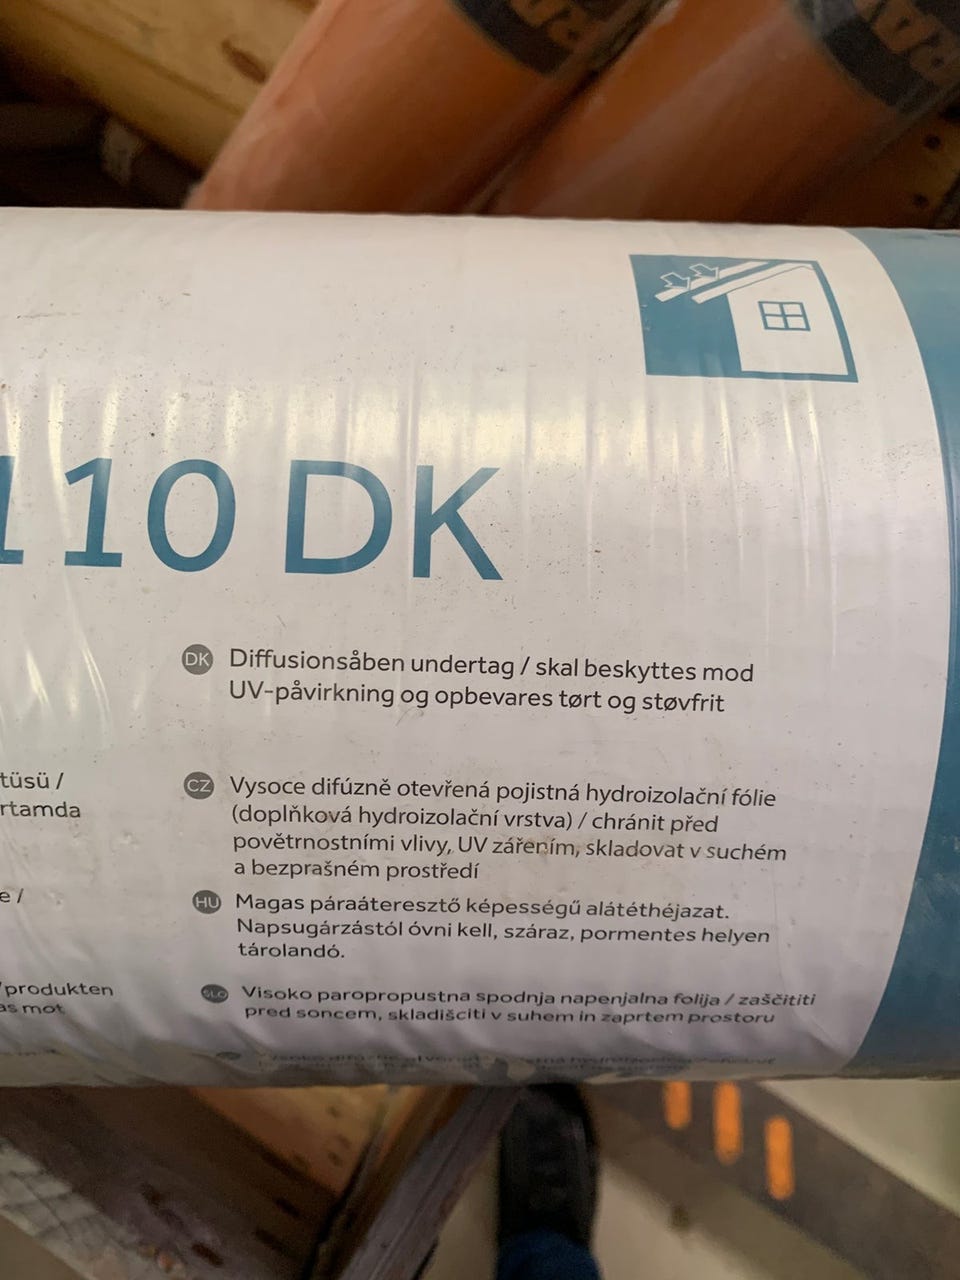 110 DK
DK Diffusionsåben undertag / skal beskyttes mod
UV-påvirkning og opbevares tørt og støvfrit
tüsü /
rtamda
CZ Vysoce difúzně otevřená pojistná hydroizolační fólie
(doplňková hydroizolační vrstva) / chránit před
povětrnostními vlivy, UV zářením, skladovat v suchém
a bezprašném prostředí
e /
HU Magas páraáteresztő képességű alátéthéjazat.
Napsugárzástól óvni kell, száraz, pormentes helyen
tárolandó.
produkten
as mot
SLO Visoko paropropustna spodnja napenjalna folija / zaščititi
pred soncem, skladiščiti v suhem in zaprtem prostoru